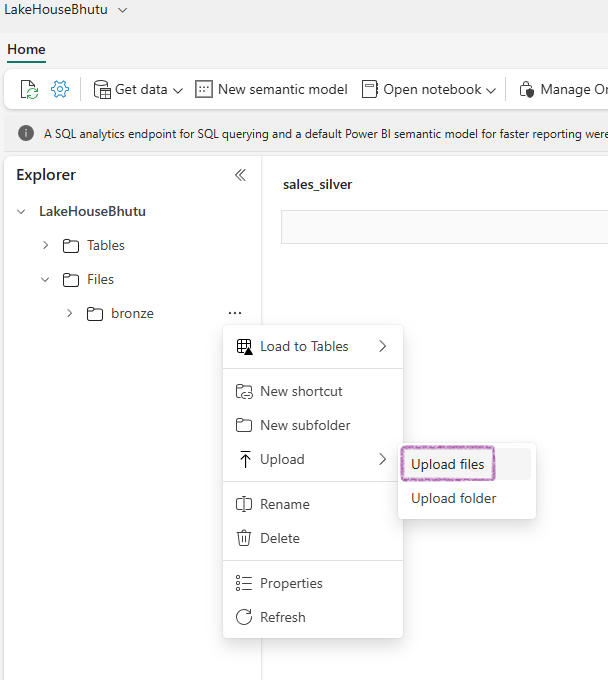 LakeHouseBhutu
Home
Get data
New semantic model
Open notebook
Manage On
A SQL analytics endpoint for SQL querying and a default Power BI semantic model for faster reporting were
Explorer
sales_silver
LakeHouseBhutu
Tables
Files
bronze
...
Load to Tables
New shortcut
New subfolder
Upload
Upload files
Upload folder
Rename
Delete
Properties
Refresh